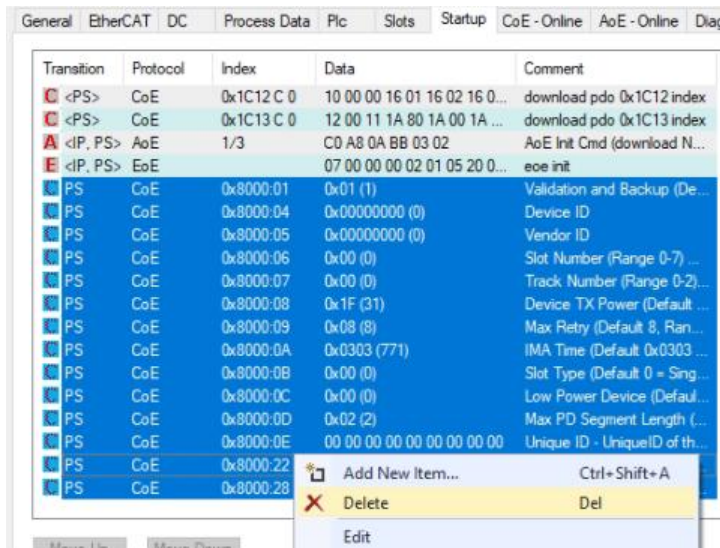 General EtherCAT DC Process Data Plc Slots Startup CoE - Online AoE - Online Diag
Transition Protocol Index Data Comment
C <PS> CoE 0x1C12 C 0 10 00 00 16 01 16 02 16 0... download pdo 0x1C12 index
C <PS> CoE 0x1C13 C 0 12 00 11 1A 80 1A 00 1A ... download pdo 0x1C13 index
A <IP, PS> AoE 1/3 C0 A8 0A BB 03 02 AoE Init Cmd (download N...
E <IP, PS> EoE 07 00 00 00 02 01 05 20 0... eoe init
C PS CoE 0x8000:01 0x01 (1) Validation and Backup (De...
C PS CoE 0x8000:04 0x00000000 (0) Device ID
C PS CoE 0x8000:05 0x00000000 (0) Vendor ID
C PS CoE 0x8000:06 0x00 (0) Slot Number (Range 0-7) ...
C PS CoE 0x8000:07 0x00 (0) Track Number (Range 0-2)...
C PS CoE 0x8000:08 0x1F (31) Device TX Power (Default ...
C PS CoE 0x8000:09 0x08 (8) Max Retry (Default 8, Ran...
C PS CoE 0x8000:0A 0x0303 (771) IMA Time (Default 0x0303 ...
C PS CoE 0x8000:0B 0x00 (0) Slot Type (Default 0 = Sing...
C PS CoE 0x8000:0C 0x00 (0) Low Power Device (Defaul...
C PS CoE 0x8000:0D 0x02 (2) Max PD Segment Length (...
C PS CoE 0x8000:0E 00 00 00 00 00 00 00 00 00 Unique ID - UniqueID of th...
C PS CoE 0x8000:22
C PS CoE 0x8000:28
Add New Item... Ctrl+Shift+A
Delete Del
Edit
Move Up Move Down